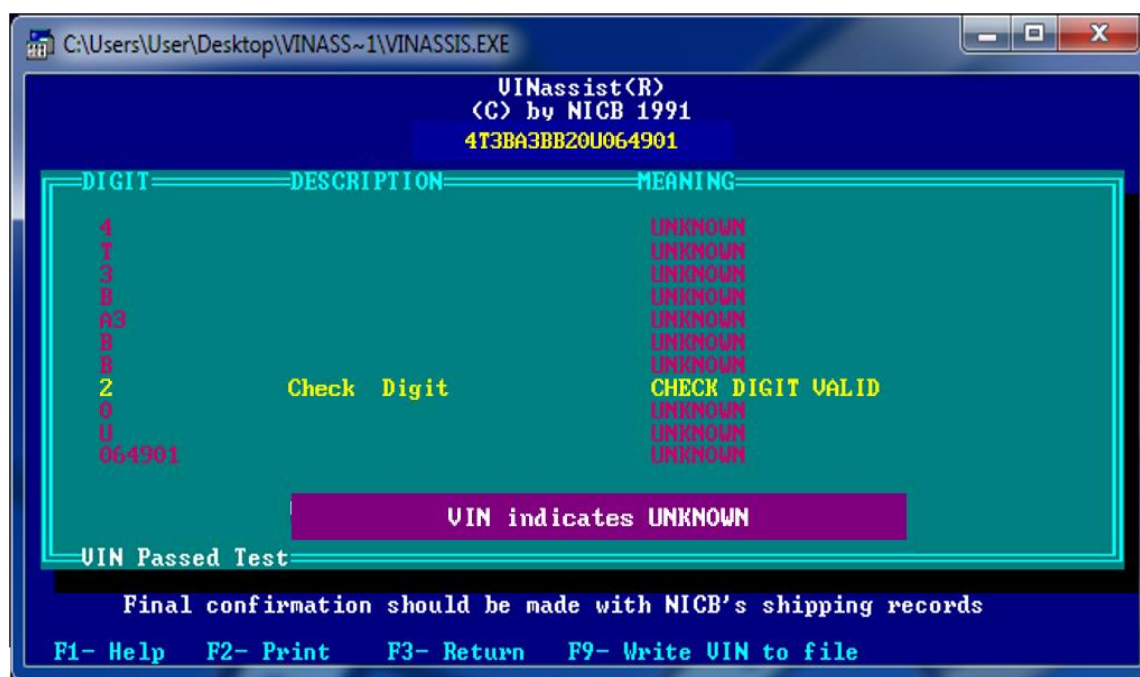 C:\Users\User\Desktop\VINASS~1\VINASSIS.EXE
VINassist(R)
(C) by NICB 1991
4T3BA3BB20U064901
DIGIT DESCRIPTION MEANING
4 UNKNOWN
T UNKNOWN
3 UNKNOWN
B UNKNOWN
A3 UNKNOWN
B UNKNOWN
B UNKNOWN
2 Check Digit CHECK DIGIT VALID
0 UNKNOWN
U UNKNOWN
064901 UNKNOWN
VIN indicates UNKNOWN
VIN Passed Test
Final confirmation should be made with NICB's shipping records
F1- Help F2- Print F3- Return F9- Write VIN to file